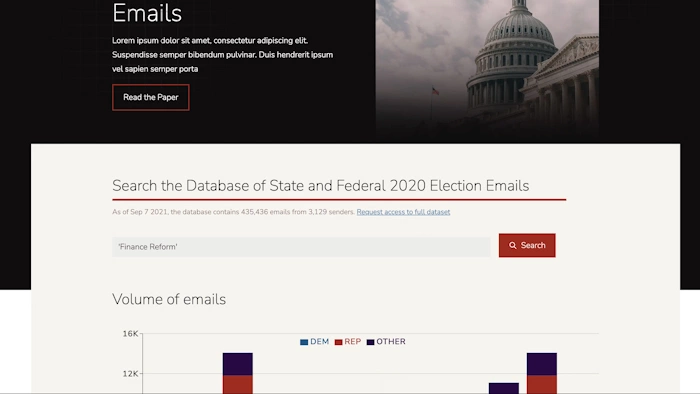 Emails
Lorem ipsum dolor sit amet, consectetur adipiscing elit.
Suspendisse semper bibendum pulvinar. Duis hendrerit ipsum
vel sapien semper porta
Read the Paper
Search the Database of State and Federal 2020 Election Emails
As of Sep 7 2021, the database contains 435,436 emails from 3,129 senders. Request access to full dataset
'Finance Reform'
Search
Volume of emails
16K
DEM REP OTHER
12K